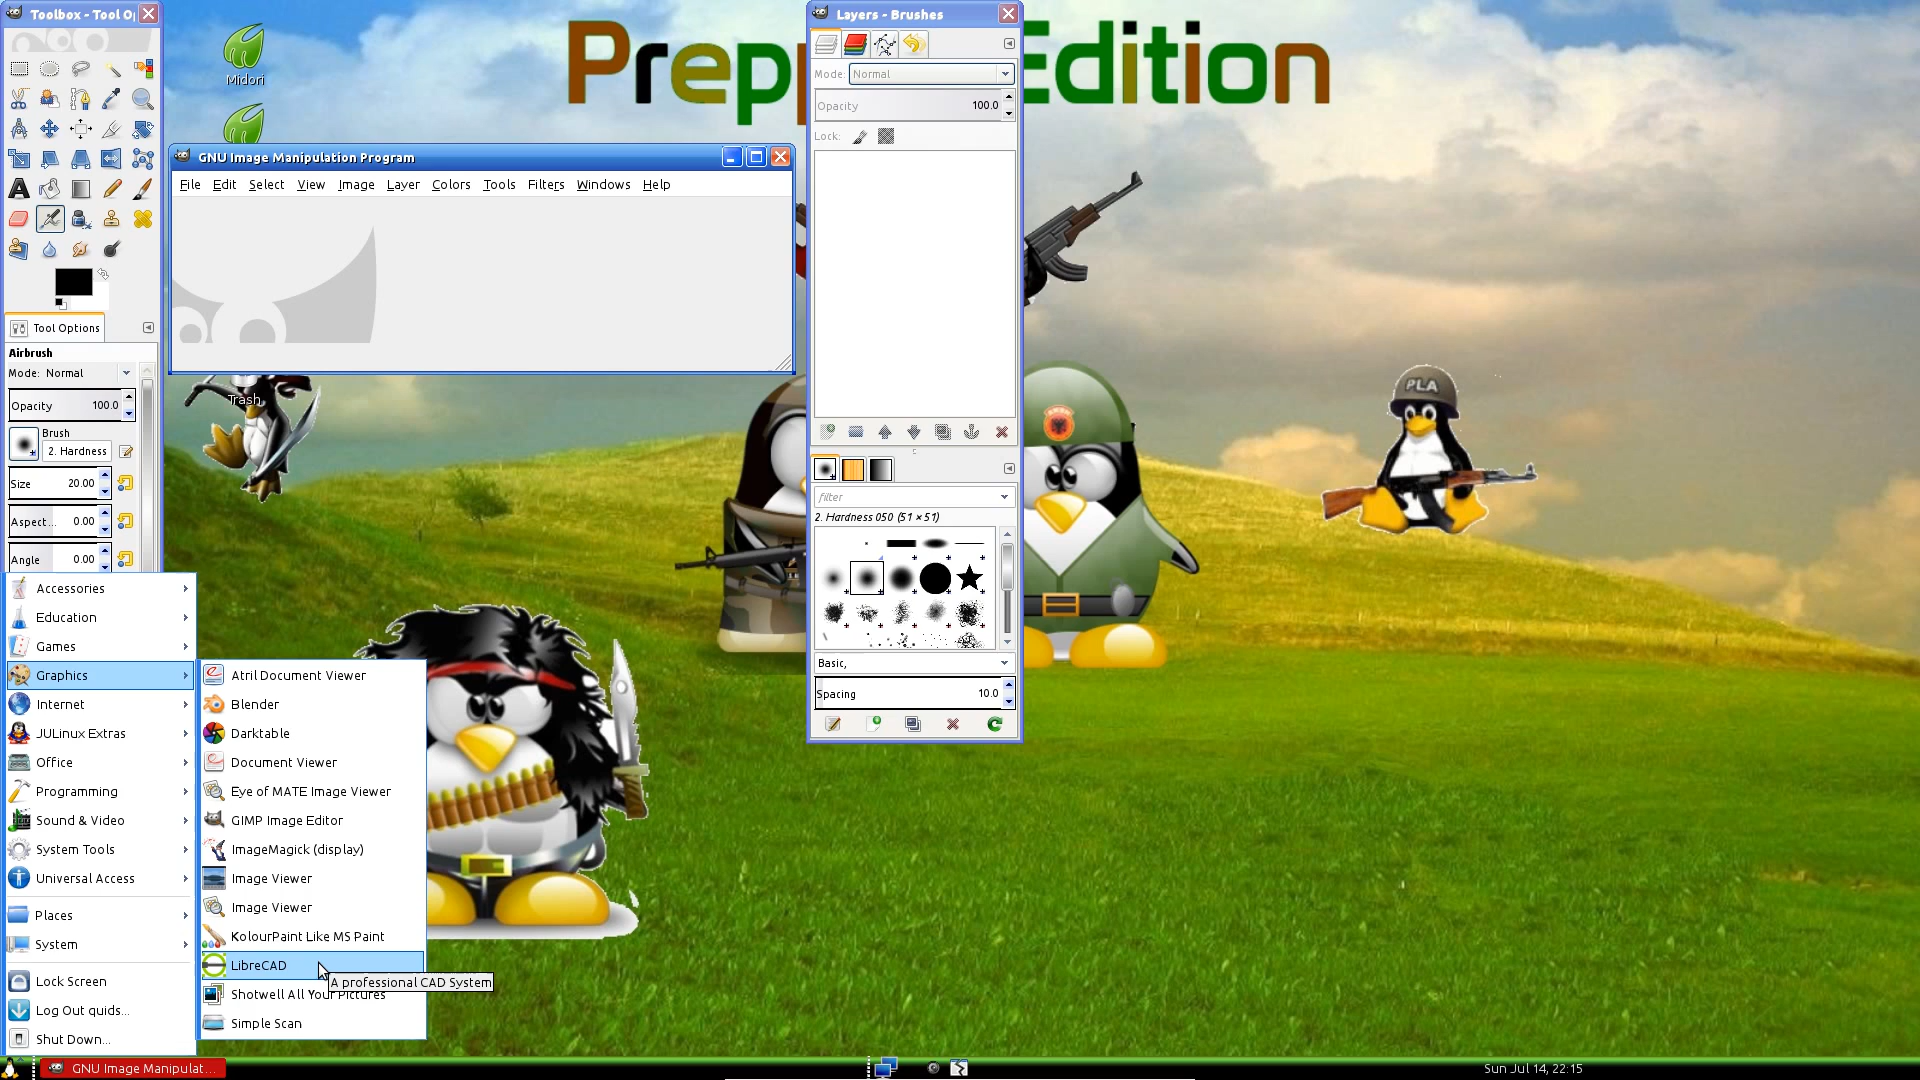 Toolbox - Tool Op
Layers - Brushes
Prep
Edition
Midori
Mode:
Normal
Opacity
100.0
Lock:
GNU Image Manipulation Program
File Edit Select View Image Layer Colors Tools Filters Windows Help
Tool Options
Airbrush
Mode: Normal
Opacity 100.0
Brush
2. Hardness
Size 20.00
Aspect... 0.00
Angle 0.00
Trash
PLA
filter
2. Hardness 050 (51 × 51)
Basic,
Spacing 10.0
Accessories
Education
Games
Graphics
Internet
JULinux Extras
Office
Programming
Sound & Video
System Tools
Universal Access
Places
System
Lock Screen
Log Out quids...
Shut Down...
Atril Document Viewer
Blender
Darktable
Document Viewer
Eye of MATE Image Viewer
GIMP Image Editor
ImageMagick (display)
Image Viewer
Image Viewer
KolourPaint Like MS Paint
LibreCAD
A professional CAD System
Shotwell All Your Pictures
Simple Scan
GNU Image Manipulat...
Sun Jul 14, 22:15